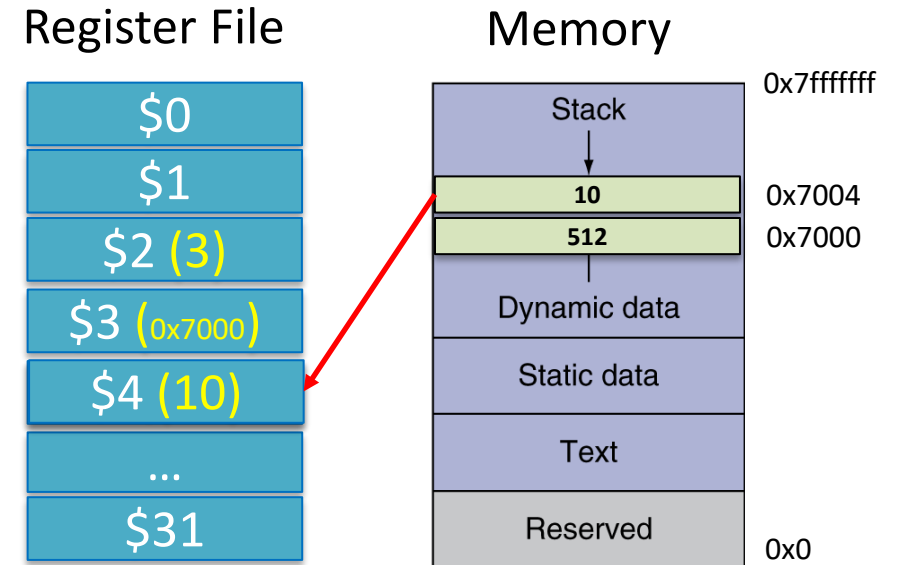 Register File
$0
$1
$2 (3)
$3 (0x7000)
$4 (10)
...
$31
Memory
0x7fffffff
Stack
10
0x7004
512
0x7000
Dynamic data
Static data
Text
Reserved
0x0